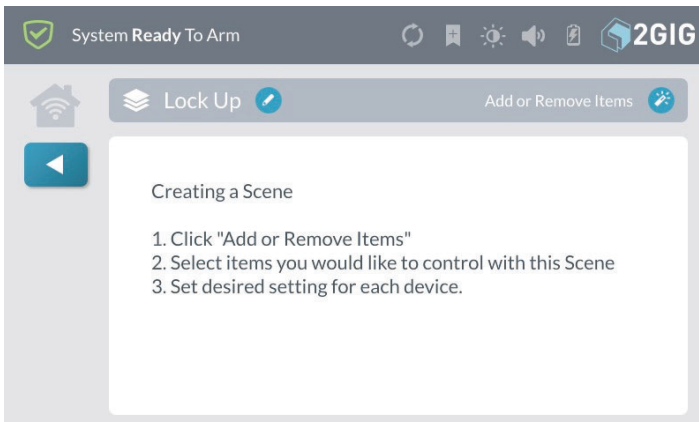 System Ready To Arm
2GIG
Lock Up
Add or Remove Items
Creating a Scene
1. Click "Add or Remove Items"
2. Select items you would like to control with this Scene
3. Set desired setting for each device.